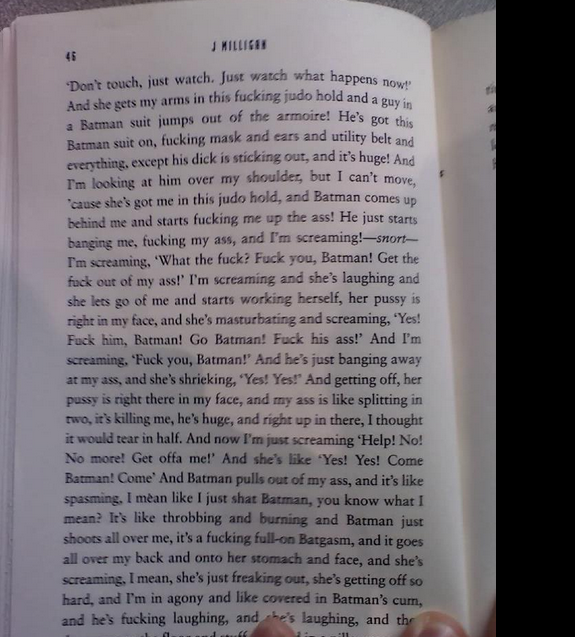 46
J MILLIGAN
'Don't touch, just watch. Just watch what happens now!'
And she gets my arms in this fucking judo hold and a guy in
a Batman suit jumps out of the armoire! He's got this
Batman suit on, fucking mask and ears and utility belt and
everything, except his dick is sticking out, and it's huge! And
I'm looking at him over my shoulder, but I can't move,
'cause she's got me in this judo hold, and Batman comes up
behind me and starts fucking me up the ass! He just starts
banging me, fucking my ass, and I'm screaming!—snort—
I'm screaming, 'What the fuck? Fuck you, Batman! Get the
fuck out of my ass!' I'm screaming and she's laughing and
she lets go of me and starts working herself, her pussy is
right in my face, and she's masturbating and screaming, 'Yes!
Fuck him, Batman! Go Batman! Fuck his ass!' And I'm
screaming, 'Fuck you, Batman!' And he's just banging away
at my ass, and she's shrieking, 'Yes! Yes!' And getting off, her
pussy is right there in my face, and my ass is like splitting in
two, it's killing me, he's huge, and right up in there, I thought
it would tear in half. And now I'm just screaming 'Help! No!
No more! Get offa me!' And she's like 'Yes! Yes! Come
Batman! Come' And Batman pulls out of my ass, and it's like
spasming, I mean like I just shat Batman, you know what I
mean? It's like throbbing and burning and Batman just
shoots all over me, it's a fucking full-on Batgasm, and it goes
all over my back and onto her stomach and face, and she's
screaming, I mean, she's just freaking out, she's getting off so
hard, and I'm in agony and like covered in Batman's cum,
and he's fucking laughing, and she's laughing, and the